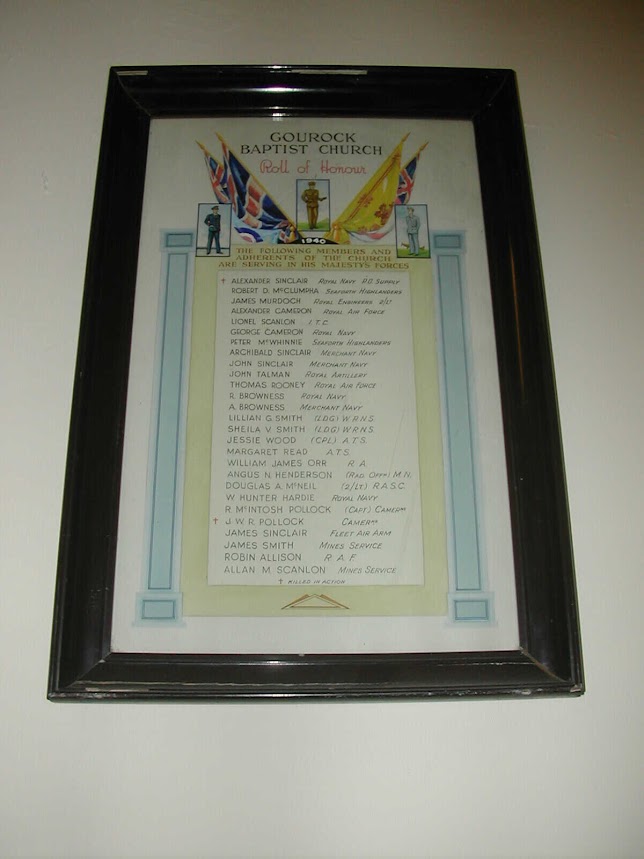 GOUROCK
BAPTIST CHURCH
Roll of Honour
1940
THE FOLLOWING MEMBERS AND
ADHERENTS OF THE CHURCH
ARE SERVING IN HIS MAJESTY'S FORCES
† ALEXANDER SINCLAIR ROYAL NAVY P.O. SUPPLY
ROBERT D. McCLUMPHA SEAFORTH HIGHLANDERS
JAMES MURDOCH ROYAL ENGINEERS 2/LT
ALEXANDER CAMERON ROYAL AIR FORCE
LIONEL SCANLON I.T.C.
GEORGE CAMERON ROYAL NAVY
PETER McWHINNIE SEAFORTH HIGHLANDERS
ARCHIBALD SINCLAIR MERCHANT NAVY
JOHN SINCLAIR MERCHANT NAVY
JOHN TALMAN ROYAL ARTILLERY
THOMAS ROONEY ROYAL AIR FORCE
R. BROWNESS ROYAL NAVY
A. BROWNESS MERCHANT NAVY
LILLIAN G. SMITH (LDG) W.R.N.S.
SHEILA V. SMITH (LDG) W.R.N.S.
JESSIE WOOD (CPL) A.T.S.
MARGARET READ A.T.S.
WILLIAM JAMES ORR R.A.
ANGUS N. HENDERSON (RAD. OFFR) M.N.
DOUGLAS A. McNEIL (2/LT) R.A.S.C.
W. HUNTER HARDIE ROYAL NAVY
R. McINTOSH POLLOCK (CAPT) CAMERNS
† J.W.R. POLLOCK CAMERNS
JAMES SINCLAIR FLEET AIR ARM
JAMES SMITH MINES SERVICE
ROBIN ALLISON R.A.F.
ALLAN M. SCANLON MINES SERVICE
† KILLED IN ACTION